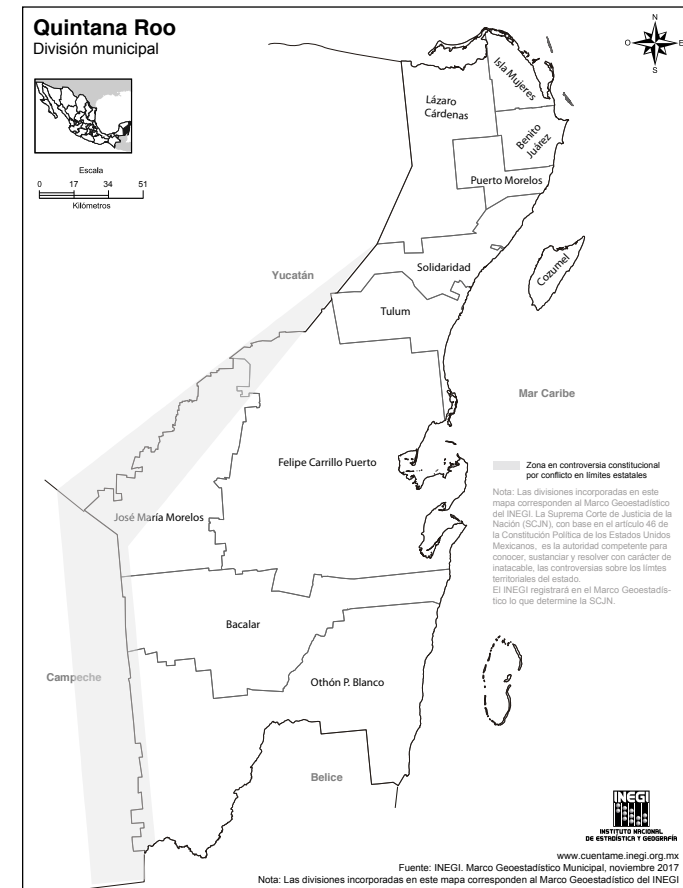 Quintana Roo
División municipal
Escala
0 17 34 51
Kilómetros
N
O E
S
Isla Mujeres
Lázaro
Cárdenas
Benito
Juárez
Puerto Morelos
Cozumel
Solidaridad
Yucatán
Tulum
Mar Caribe
Felipe Carrillo Puerto
Zona en controversia constitucional
por conflicto en límites estatales
Nota: Las divisiones incorporadas en este
mapa corresponden al Marco Geoestadístico
del INEGI. La Suprema Corte de Justicia de la
Nación (SCJN), con base en el artículo 46 de
la Constitución Política de los Estados Unidos
Mexicanos, es la autoridad competente para
conocer, sustanciar y resolver con carácter de
inatacable, las controversias sobre los límtes
territoriales del estado.
El INEGI registrará en el Marco Geoestadís-
tico lo que determine la SCJN.
José María Morelos
Bacalar
Campeche
Othón P. Blanco
Belice
INEGI
INSTITUTO NACIONAL
DE ESTADÍSTICA Y GEOGRAFÍA
www.cuentame.inegi.org.mx
Fuente: INEGI. Marco Geoestadístico Municipal, noviembre 2017
Nota: Las divisiones incorporadas en este mapa corresponden al Marco Geoestadístico del INEGI